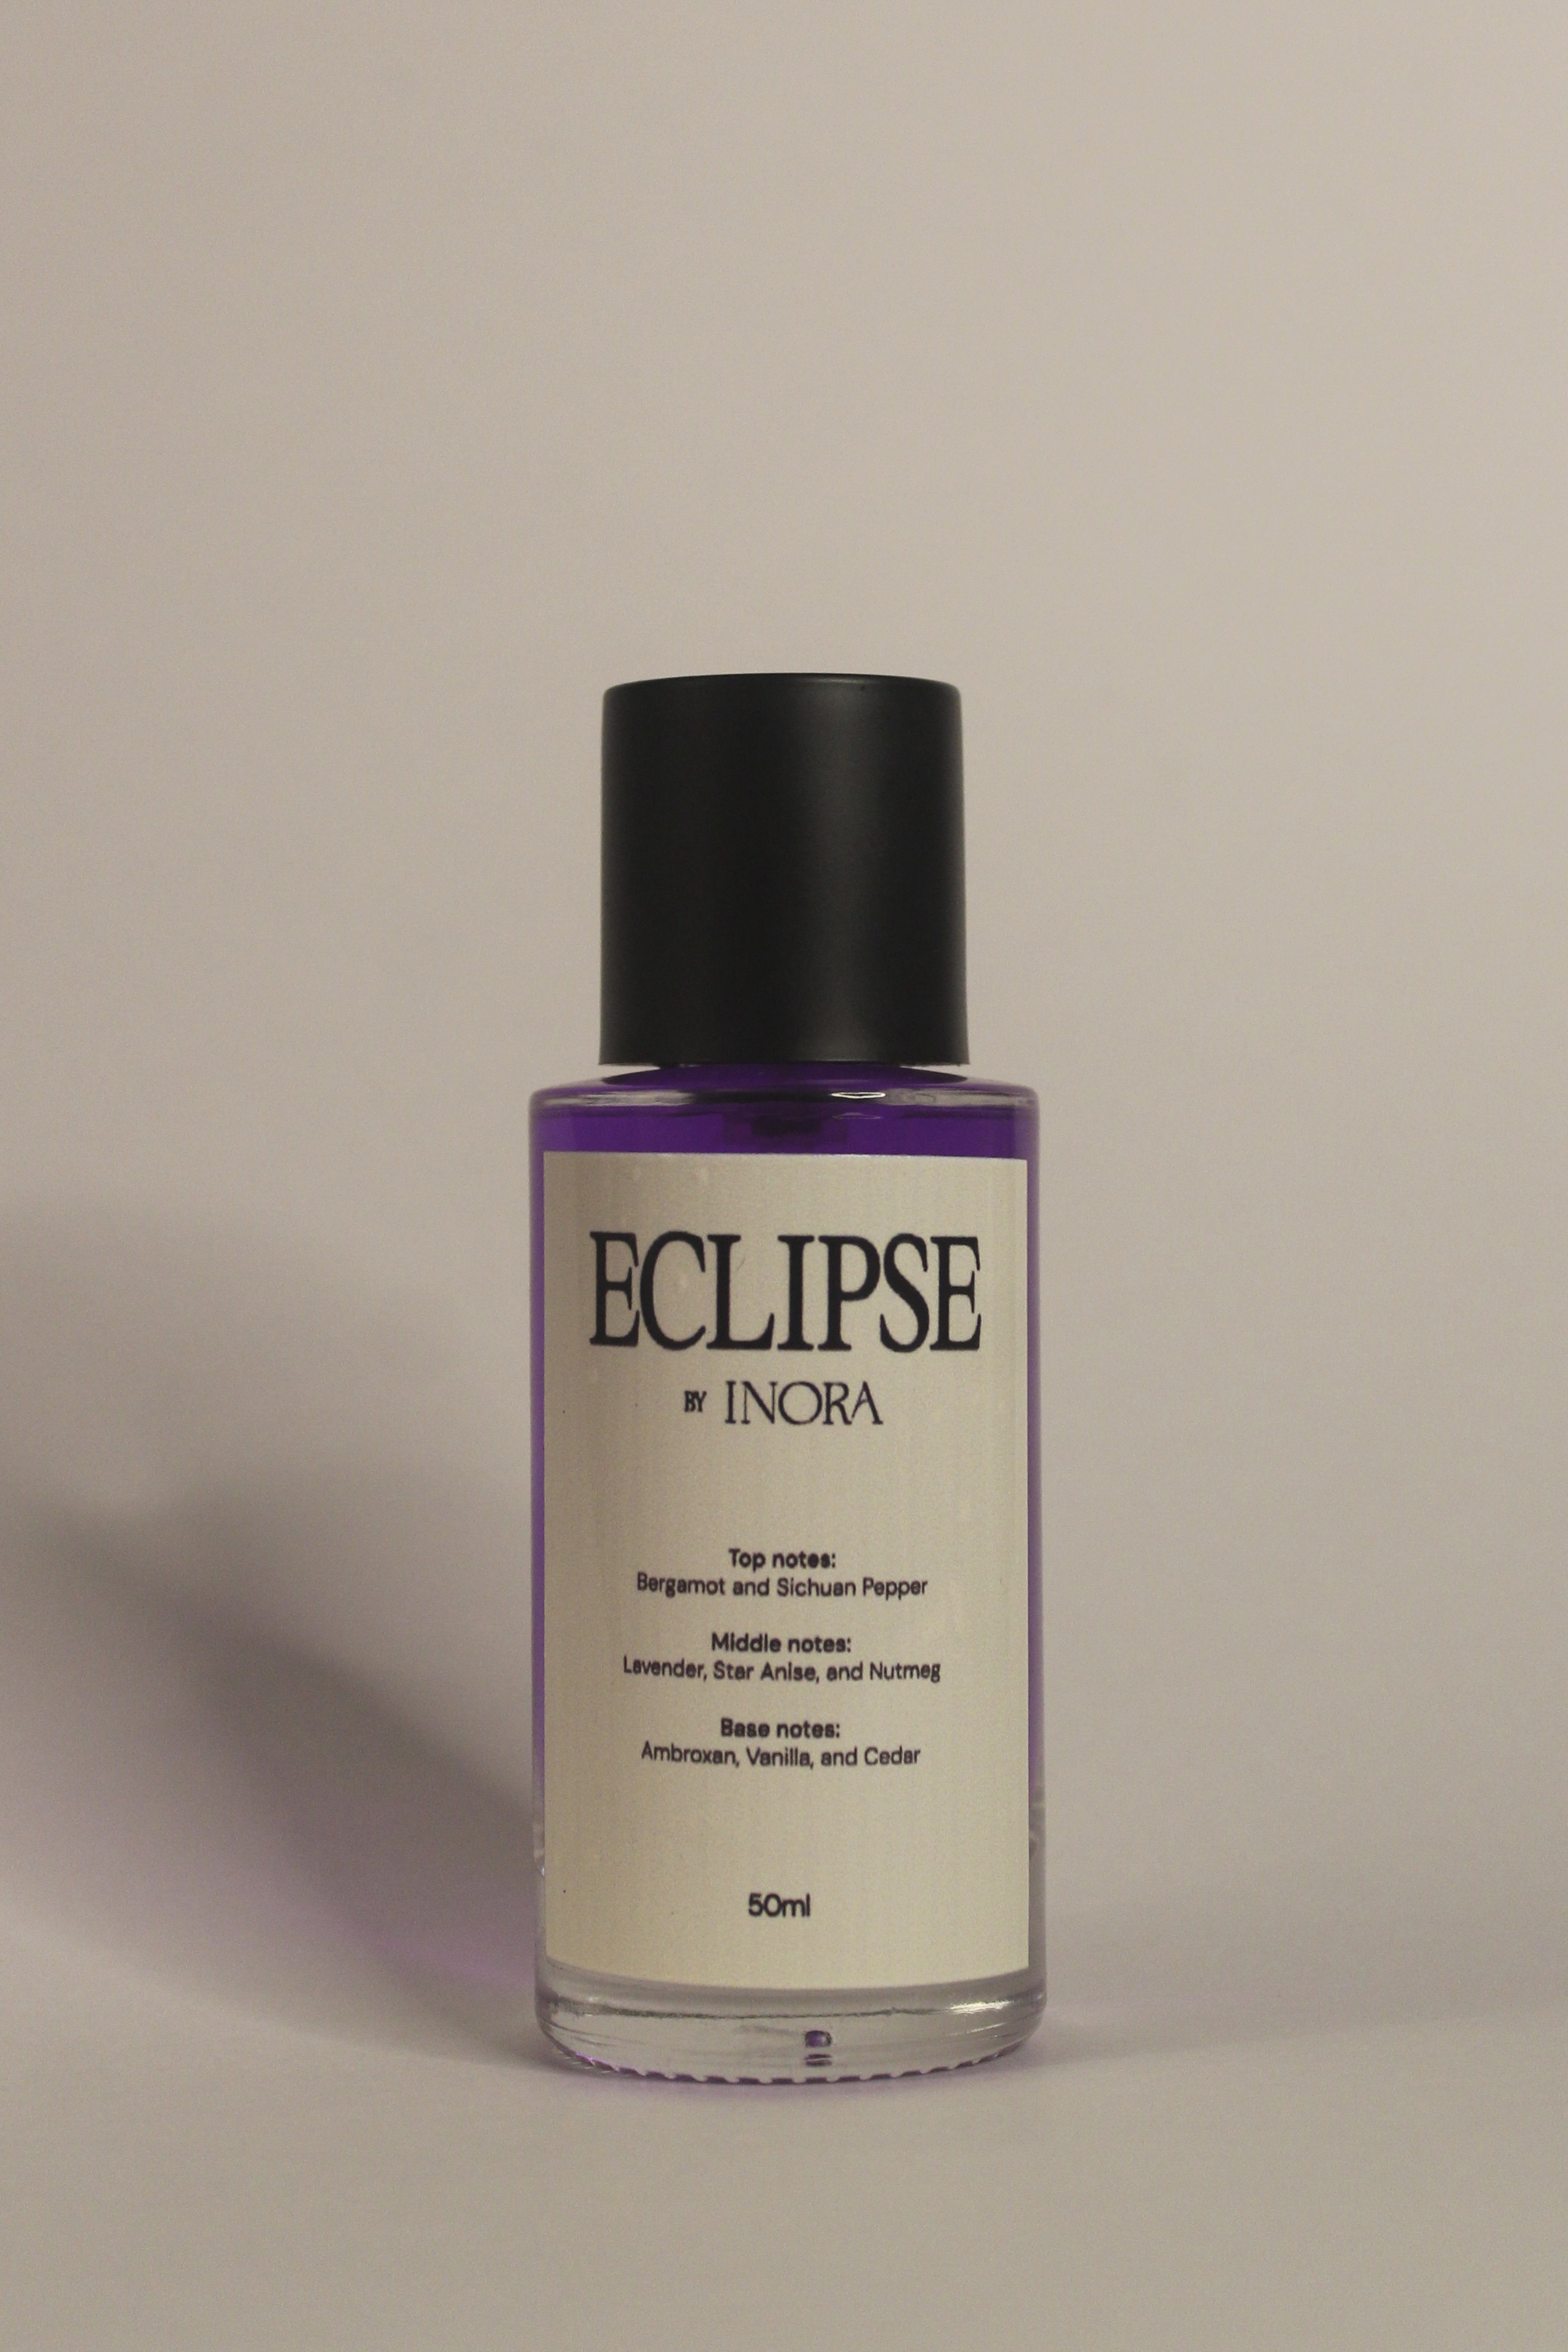 ECLIPSE
BY INORA
Top notes:
Bergamot and Sichuan Pepper
Middle notes:
Lavender, Star Anise, and Nutmeg
Base notes:
Ambroxan, Vanilla, and Cedar
50ml